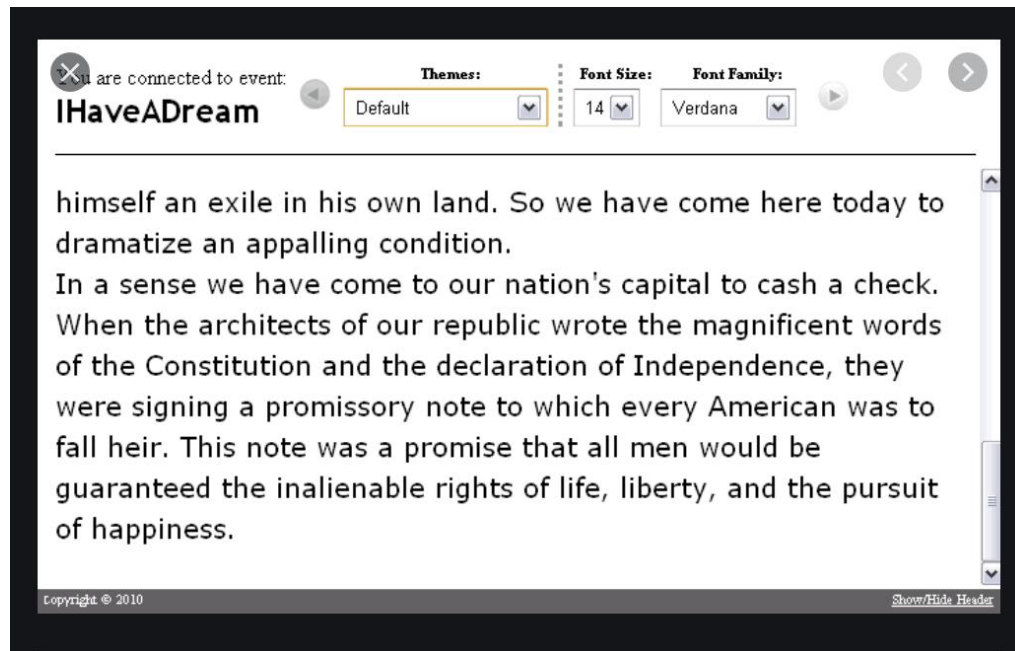 You are connected to event:
IHaveADream
Themes:
Default
Font Size:
14
Font Family:
Verdana
himself an exile in his own land. So we have come here today to
dramatize an appalling condition.
In a sense we have come to our nation's capital to cash a check.
When the architects of our republic wrote the magnificent words
of the Constitution and the declaration of Independence, they
were signing a promissory note to which every American was to
fall heir. This note was a promise that all men would be
guaranteed the inalienable rights of life, liberty, and the pursuit
of happiness.
Copyright © 2010
Show/Hide Header